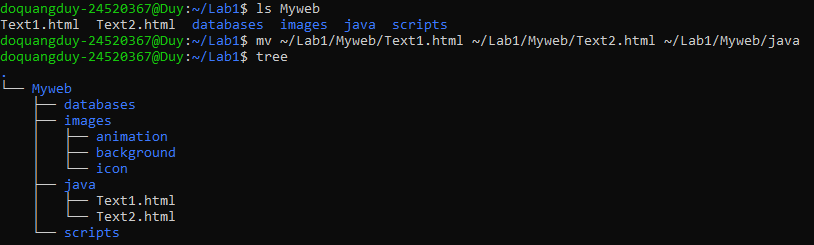 doquangduy-24520367@Duy:~/Lab1$ ls Myweb
Text1.html  Text2.html  databases  images  java  scripts
doquangduy-24520367@Duy:~/Lab1$ mv ~/Lab1/Myweb/Text1.html ~/Lab1/Myweb/Text2.html ~/Lab1/Myweb/java
doquangduy-24520367@Duy:~/Lab1$ tree
.
└── Myweb
    ├── databases
    ├── images
    │   ├── animation
    │   ├── background
    │   └── icon
    ├── java
    │   ├── Text1.html
    │   └── Text2.html
    └── scripts